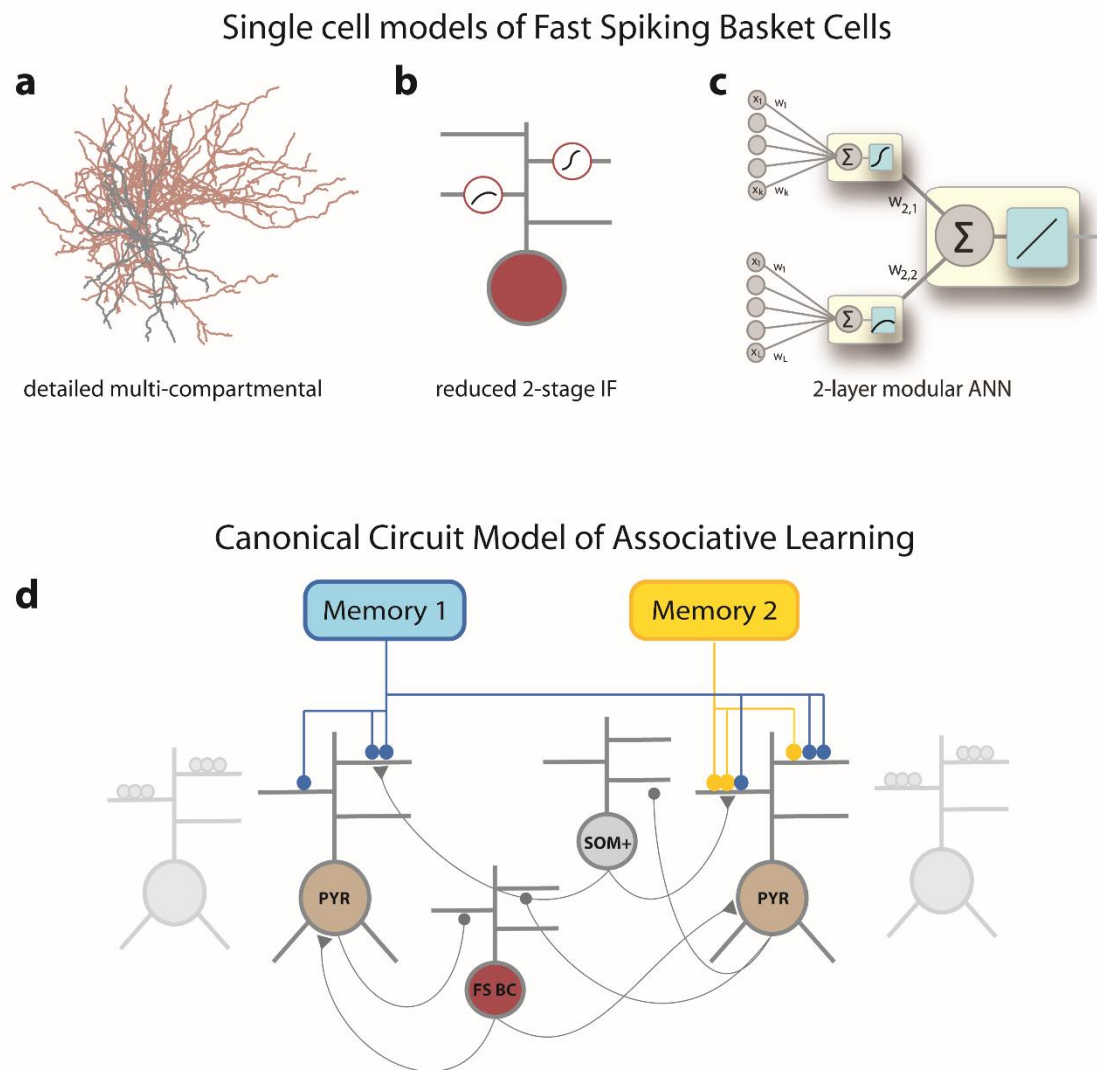 Single cell models of Fast Spiking Basket Cells
a
b
c
x1 w1
xk wk
Σ
w2,1
Σ
w2,2
x1 w1
Σ
xL wL
detailed multi-compartmental
reduced 2-stage IF
2-layer modular ANN
Canonical Circuit Model of Associative Learning
d
Memory 1
Memory 2
SOM+
PYR
PYR
FS BC